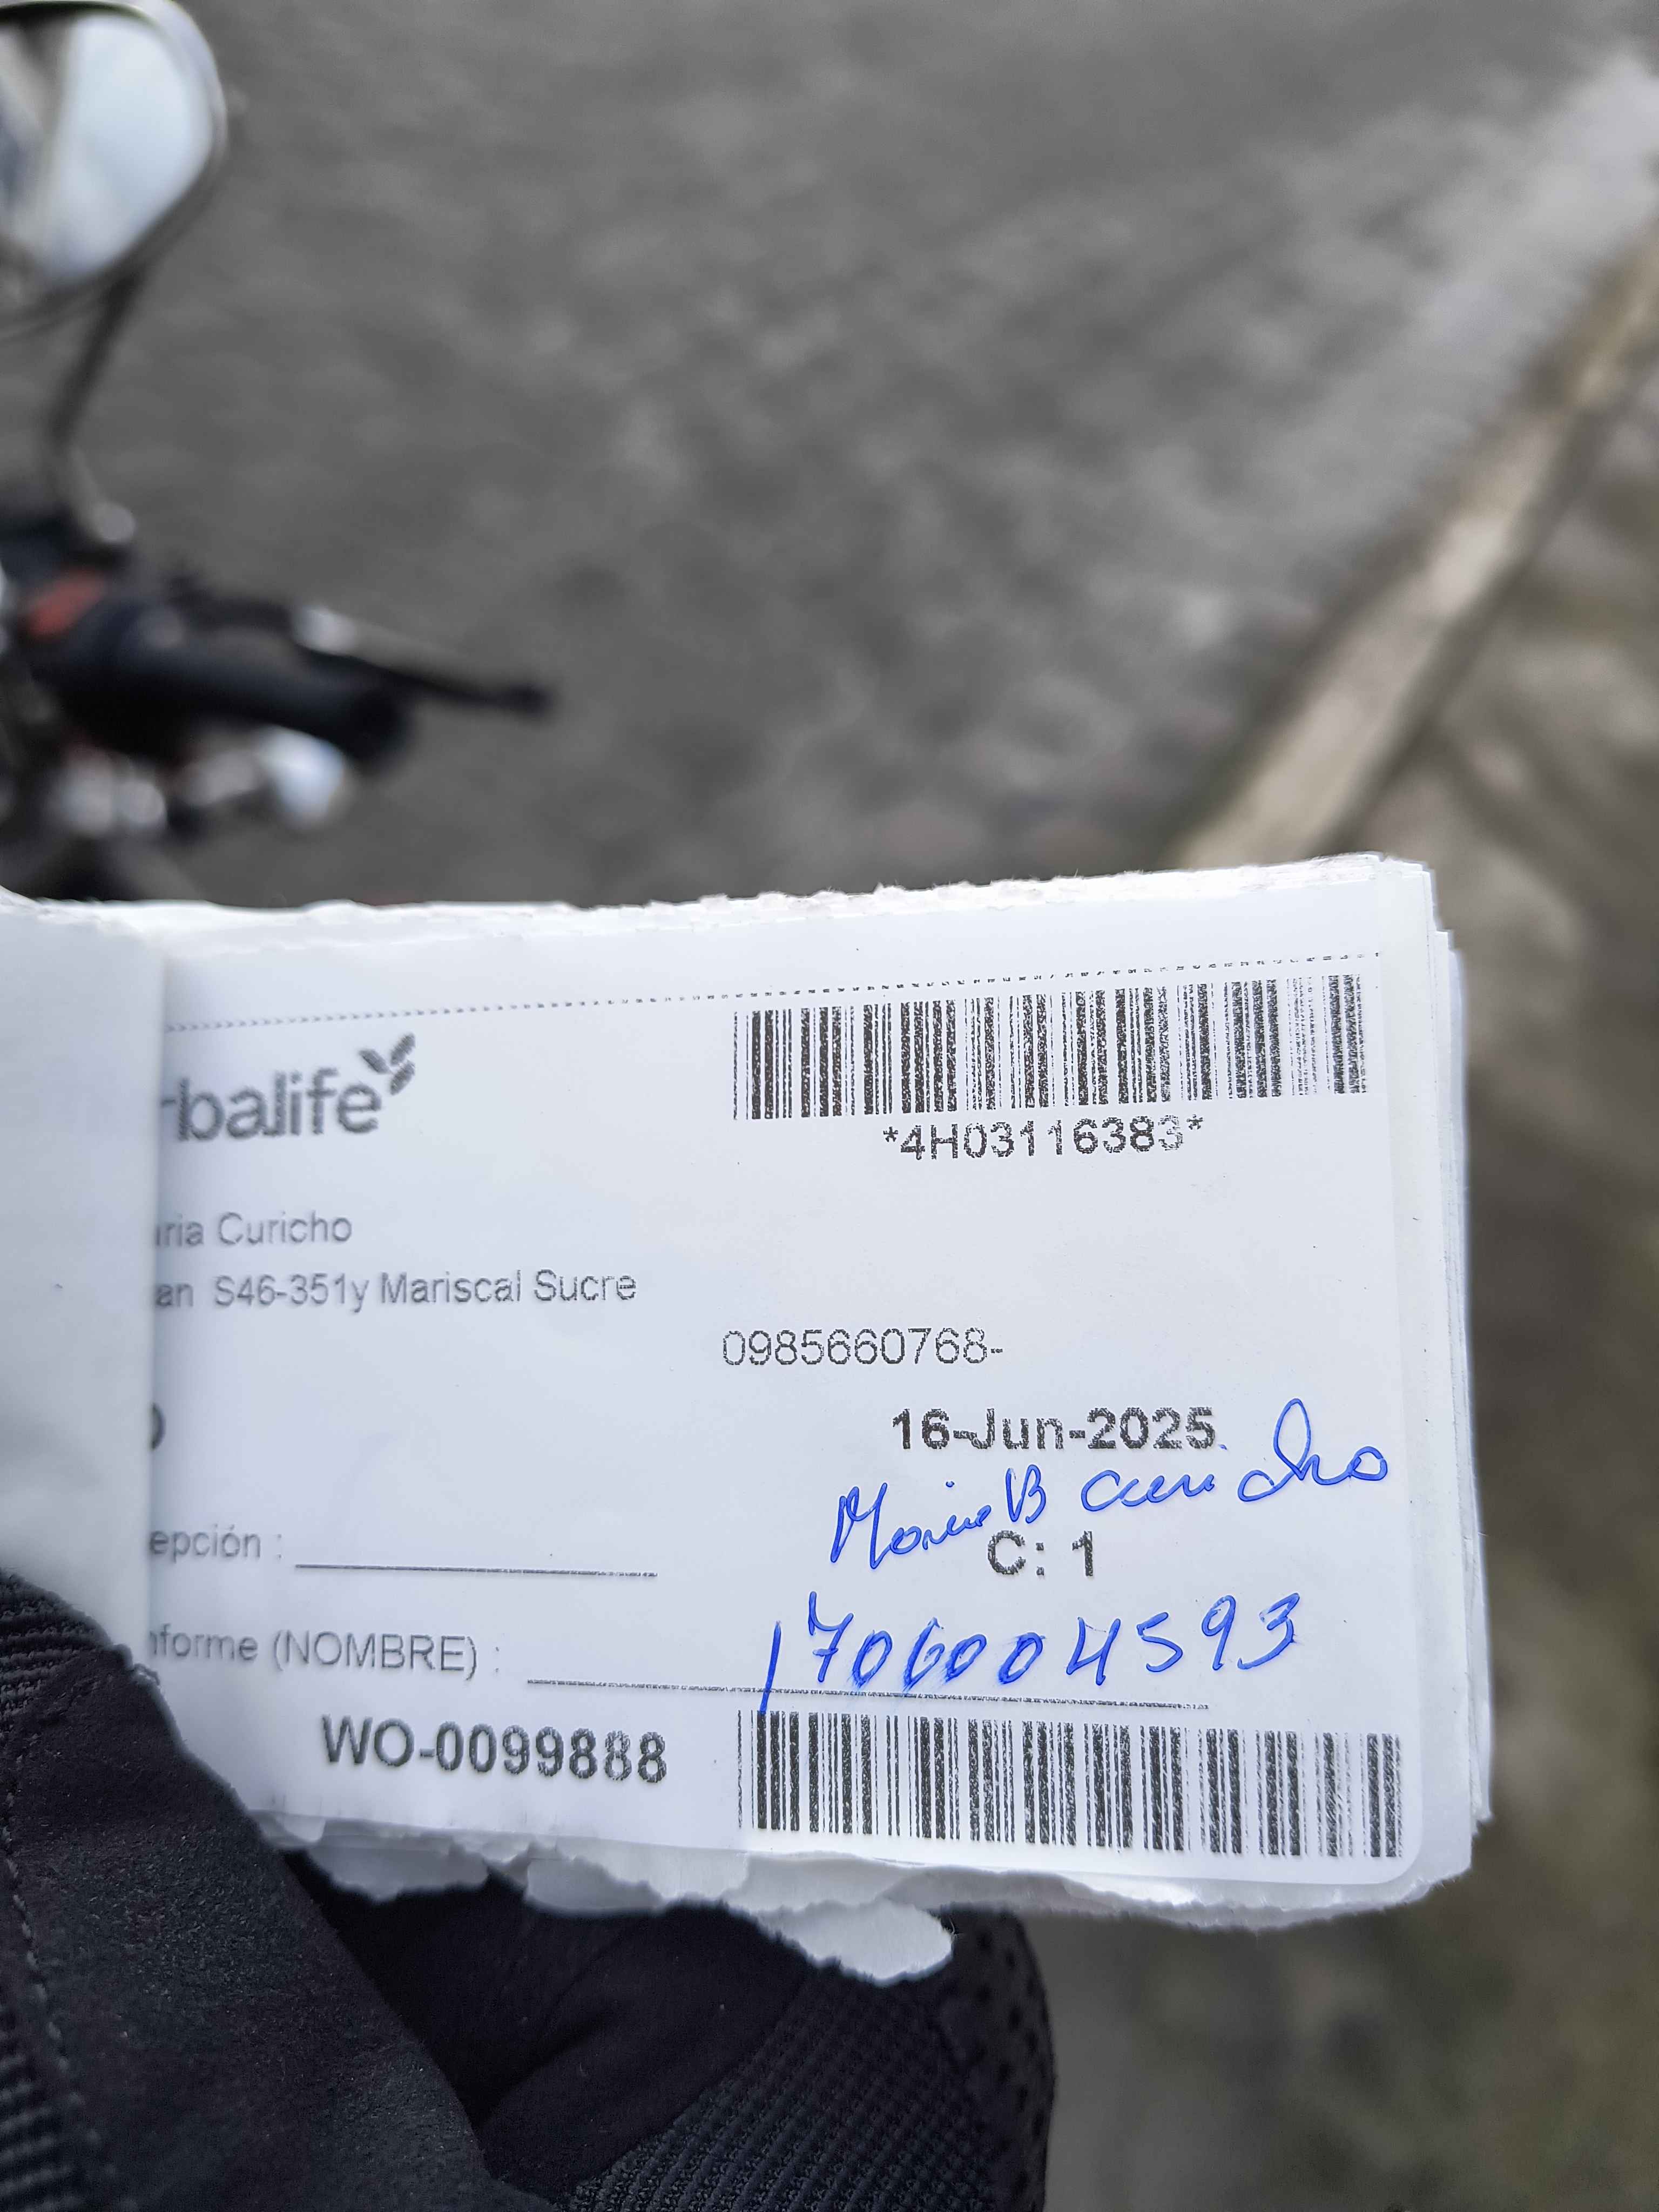 rbalife
*4H03116383*
aria Curicho
an S46-351y Mariscal Sucre
0985660768-
16-Jun-2025
Maria B Curicho
C: 1
epción :
nforme (NOMBRE) :
1706004593
WO-0099888